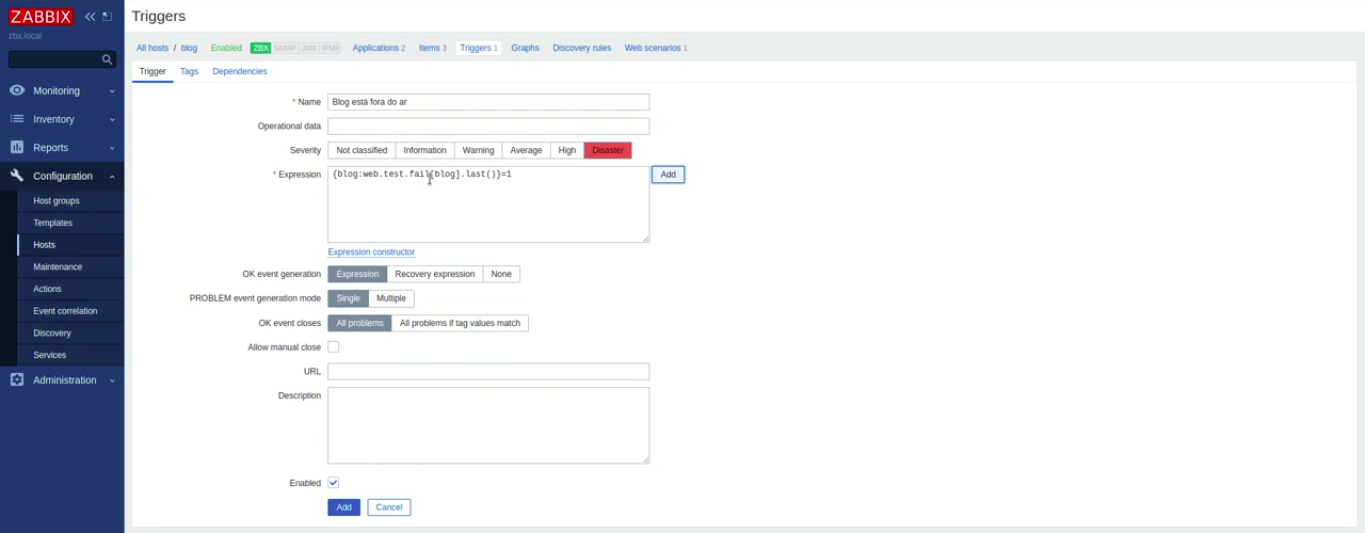 ZABBIX
zbx.local
Monitoring
Inventory
Reports
Configuration
Host groups
Templates
Hosts
Maintenance
Actions
Event correlation
Discovery
Services
Administration
Triggers
All hosts / blog Enabled ZBX SNMP JMX IPMI Applications 2 Items 3 Triggers 1 Graphs Discovery rules Web scenarios 1
Trigger Tags Dependencies
* Name Blog está fora do ar
Operational data
Severity Not classified Information Warning Average High Disaster
* Expression {blog:web.test.fail[blog].last()}=1 Add
Expression constructor
OK event generation Expression Recovery expression None
PROBLEM event generation mode Single Multiple
OK event closes All problems All problems if tag values match
Allow manual close
URL
Description
Enabled
Add Cancel